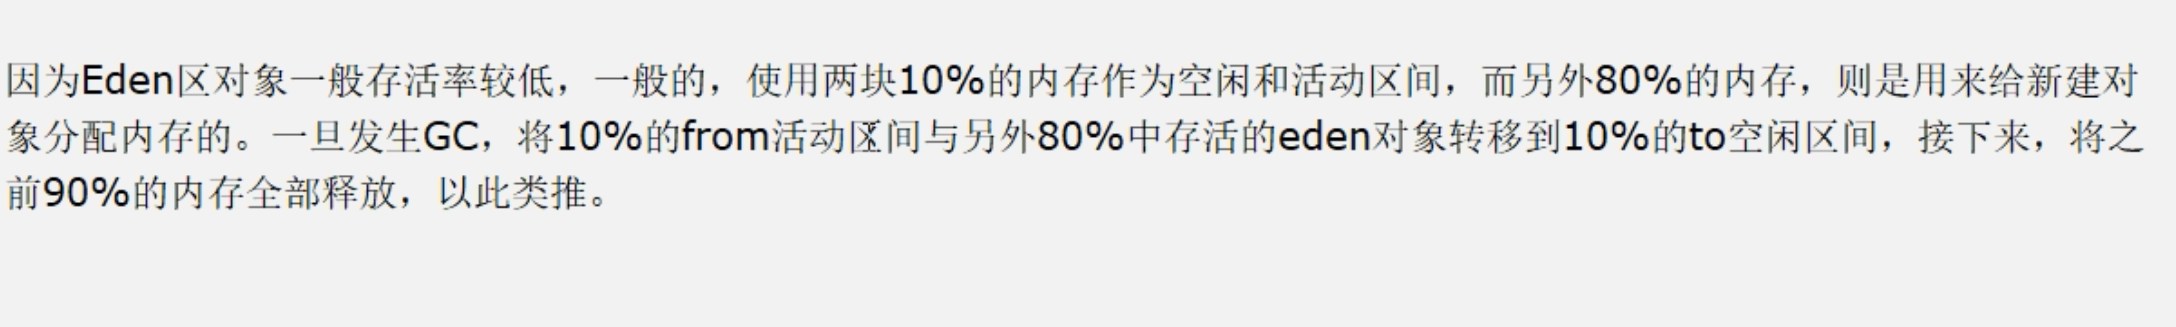 因为Eden区对象一般存活率较低，一般的，使用两块10%的内存作为空闲和活动区间，而另外80%的内存，则是用来给新建对
象分配内存的。一旦发生GC，将10%的from活动区间与另外80%中存活的eden对象转移到10%的to空闲区间，接下来，将之
前90%的内存全部释放，以此类推。